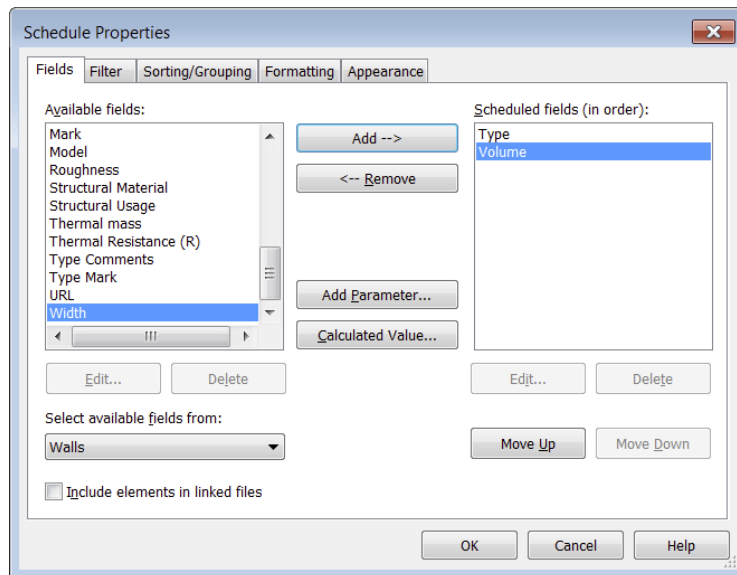 Schedule Properties
Fields Filter Sorting/Grouping Formatting Appearance
Available fields:
Mark
Model
Roughness
Structural Material
Structural Usage
Thermal mass
Thermal Resistance (R)
Type Comments
Type Mark
URL
Width
Edit... Delete
Select available fields from:
Walls
Include elements in linked files
Add -->
<-- Remove
Add Parameter...
Calculated Value...
Scheduled fields (in order):
Type
Volume
Edit... Delete
Move Up Move Down
OK Cancel Help